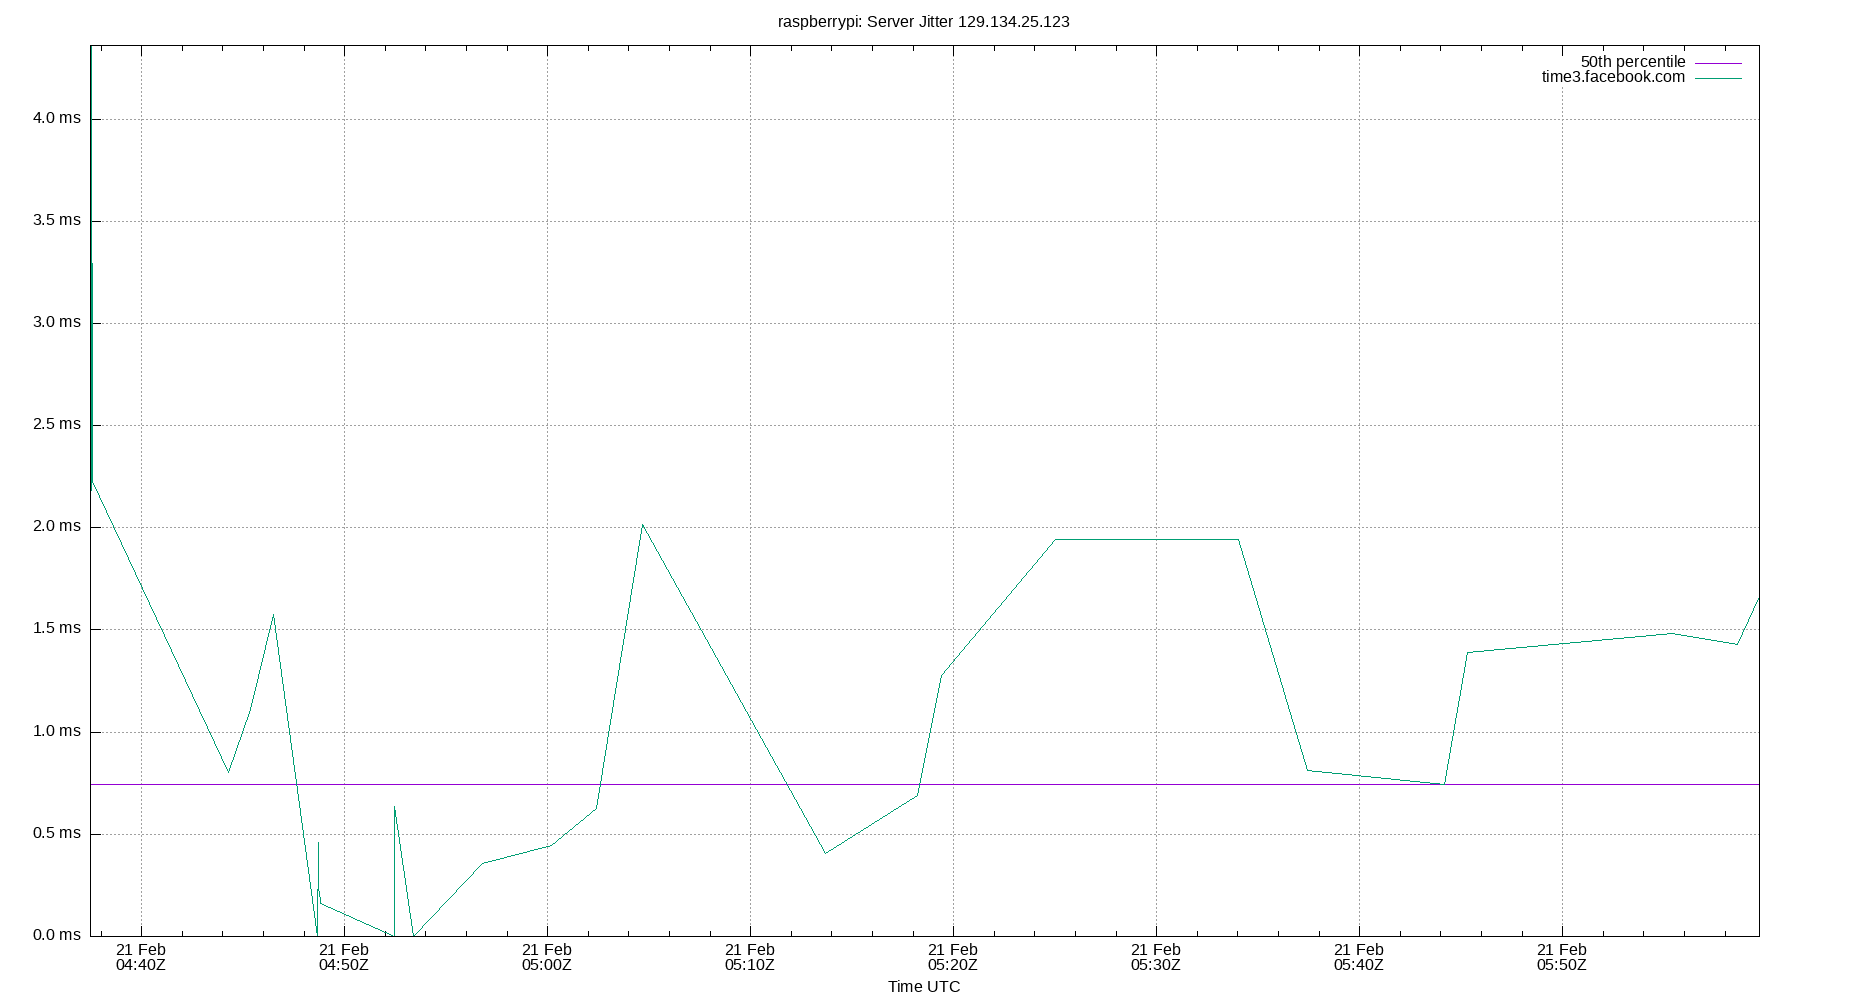 raspberrypi: Server Jitter 129.134.25.123
50th percentile
time3.facebook.com
4.0 ms
3.5 ms
3.0 ms
2.5 ms
2.0 ms
1.5 ms
1.0 ms
0.5 ms
0.0 ms
21 Feb 21 Feb 21 Feb 21 Feb 21 Feb 21 Feb 21 Feb 21 Feb
04:40Z 04:50Z 05:00Z 05:10Z 05:20Z 05:30Z 05:40Z 05:50Z
Time UTC